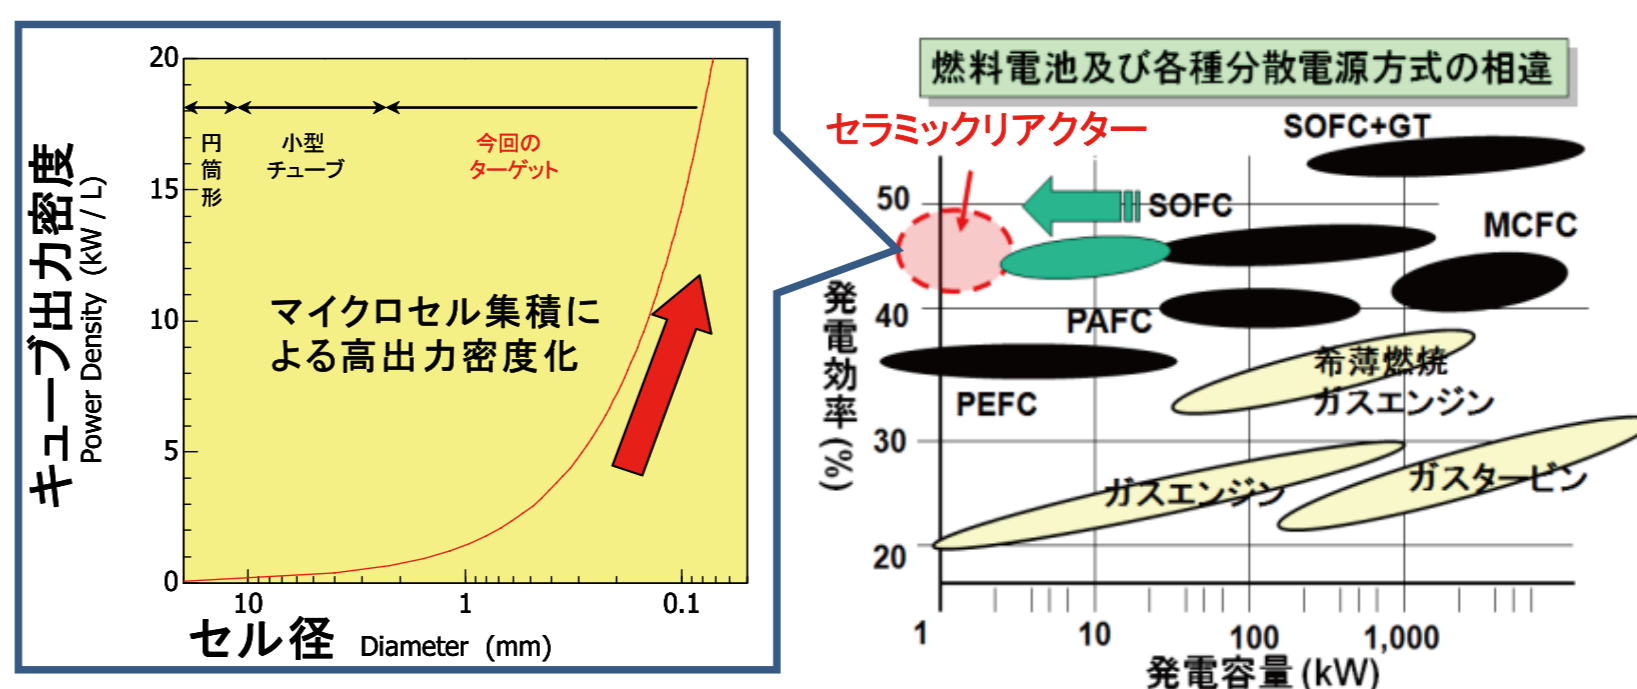 20
15
10
5
0
10
1
0.1
円
筒
形
小型
チューブ
今回の
ターゲット
マイクロセル集積に
よる高出力密度化
キューブ出力密度
Power Density (kW / L)
セル径 Diameter (mm)
燃料電池及び各種分散電源方式の相違
セラミックリアクター
SOFC+GT
SOFC
MCFC
PAFC
PEFC
希薄燃焼
ガスエンジン
ガスエンジン
ガスタービン
50
40
30
20
発電効率(%)
1
10
100
1,000
発電容量(kW)